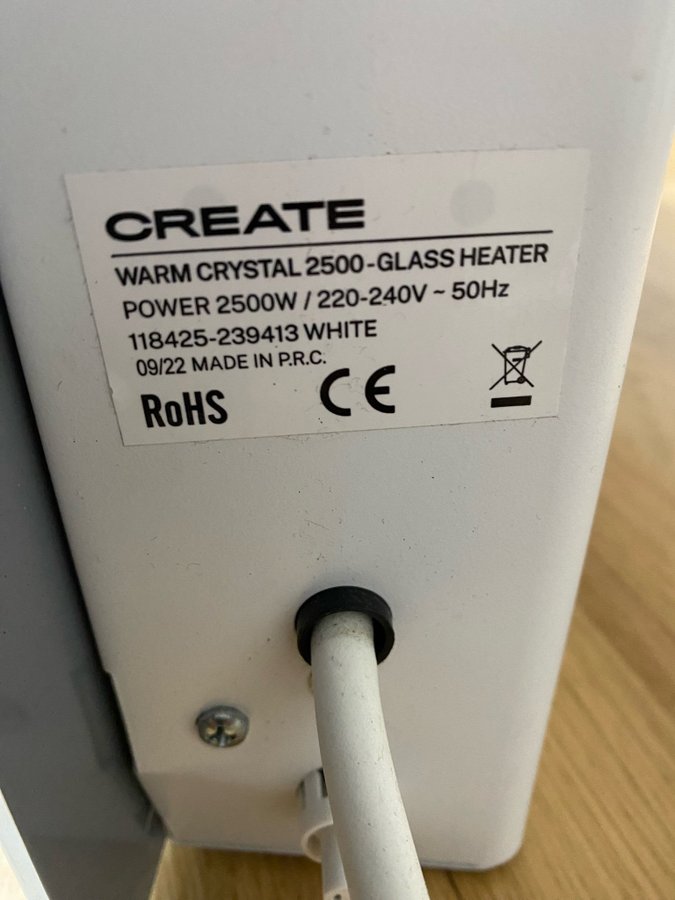 CREATE
WARM CRYSTAL 2500-GLASS HEATER
POWER 2500W / 220-240V ~ 50Hz
118425-239413 WHITE
09/22 MADE IN P.R.C.
RoHS CE